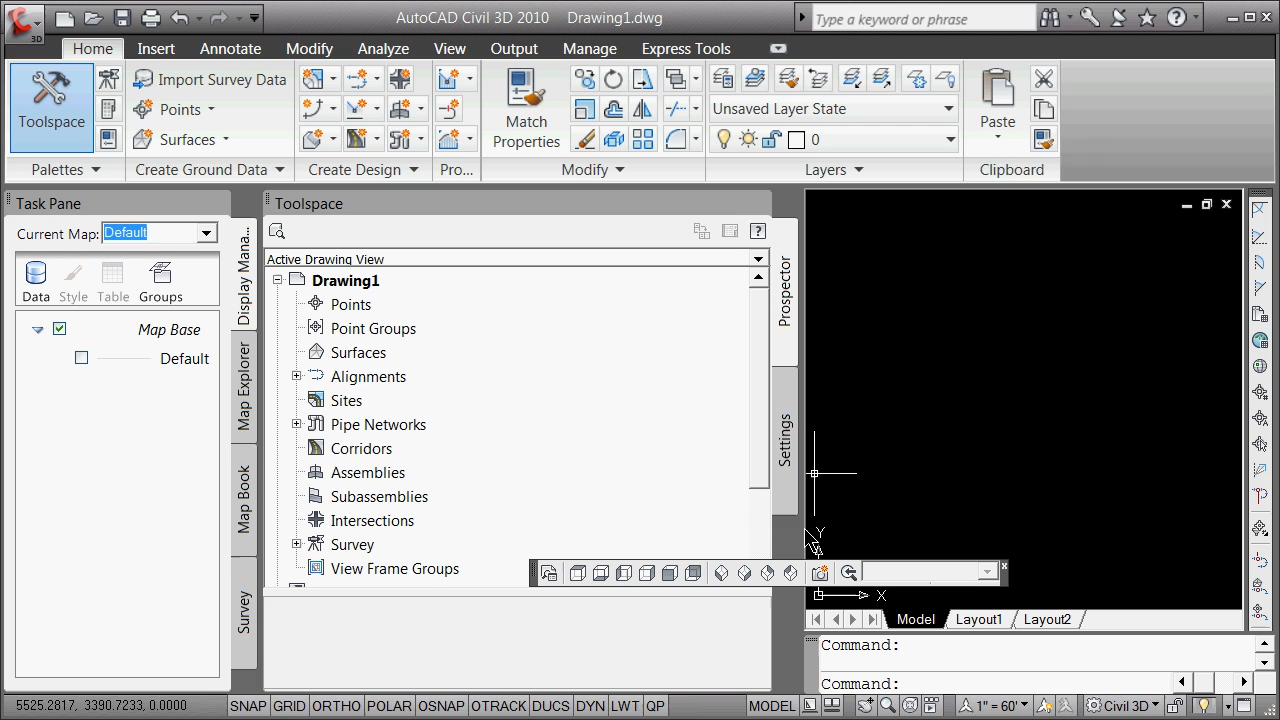 AutoCAD Civil 3D 2010 Drawing1.dwg
Type a keyword or phrase
3D
Home Insert Annotate Modify Analyze View Output Manage Express Tools
Toolspace
Import Survey Data
Points
Surfaces
Match
Properties
Unsaved Layer State
0
Paste
Palettes
Create Ground Data
Create Design
Pro...
Modify
Layers
Clipboard
Task Pane
Current Map: Default
Data Style Table Groups
Map Base
Default
Display Mana...
Map Explorer
Map Book
Survey
Toolspace
Active Drawing View
Drawing1
Points
Point Groups
Surfaces
Alignments
Sites
Pipe Networks
Corridors
Assemblies
Subassemblies
Intersections
Survey
View Frame Groups
Prospector
Settings
Y
X
Model Layout1 Layout2
Command:
Command:
5525.2817, 3390.7233, 0.0000
SNAP GRID ORTHO POLAR OSNAP OTRACK DUCS DYN LWT QP
MODEL
1" = 60'
Civil 3D